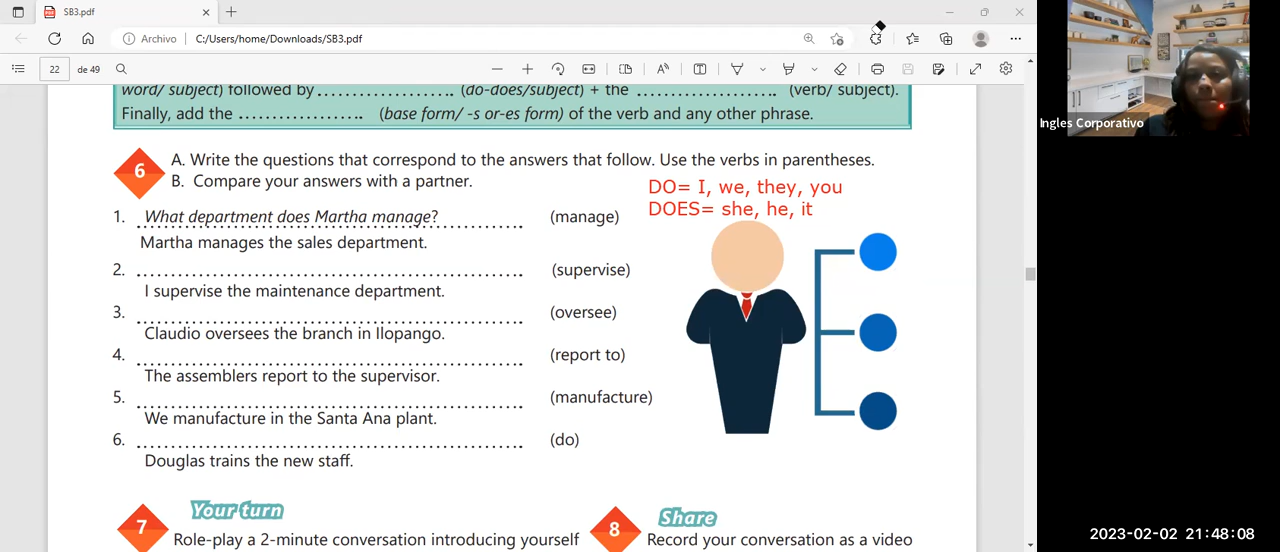 SB3.pdf
Archivo C:/Users/home/Downloads/SB3.pdf
22 de 49
word/ subject) followed by.................... (do-does/subject) + the ..................... (verb/ subject).
Finally, add the ................... (base form/ -s or-es form) of the verb and any other phrase.
6
A. Write the questions that correspond to the answers that follow. Use the verbs in parentheses.
B. Compare your answers with a partner.
DO= I, we, they, you
DOES= she, he, it
1. What department does Martha manage? (manage)
Martha manages the sales department.
2. (supervise)
I supervise the maintenance department.
3. (oversee)
Claudio oversees the branch in Ilopango.
4. (report to)
The assemblers report to the supervisor.
5. (manufacture)
We manufacture in the Santa Ana plant.
6. (do)
Douglas trains the new staff.
7 Your turn
Role-play a 2-minute conversation introducing yourself
8 Share
Record your conversation as a video
Ingles Corporativo
2023-02-02 21:48:08